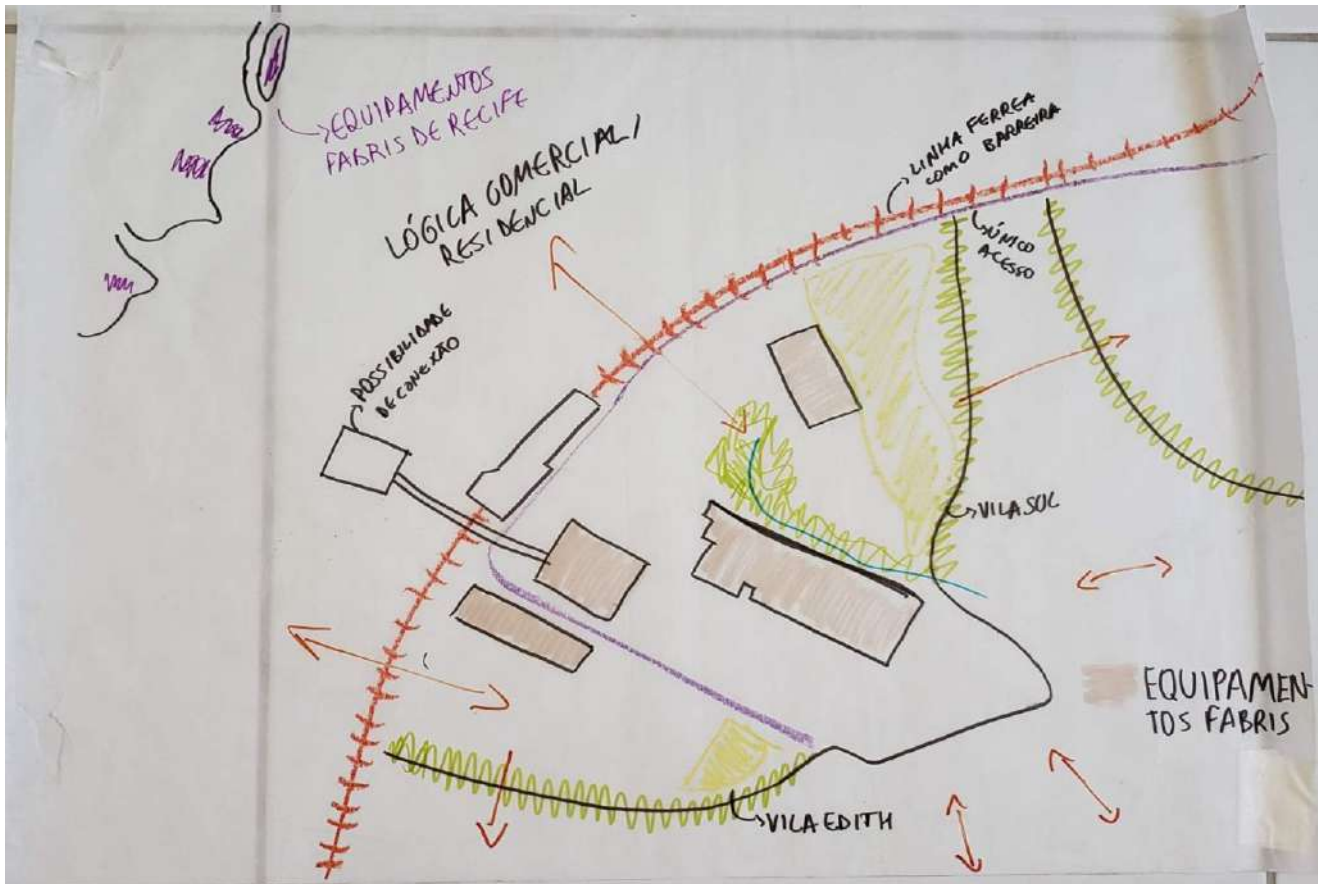 EQUIPAMENTOS
FABRIS DE RECIFE
LÓGICA COMERCIAL/
RESIDENCIAL
LINHA FERREA
COMO BARREIRA
ÚNICO
ACESSO
POSSIBILIDADE
DE CONEXÃO
VILA SOL
EQUIPAMEN-
TOS FABRIS
VILA EDITH